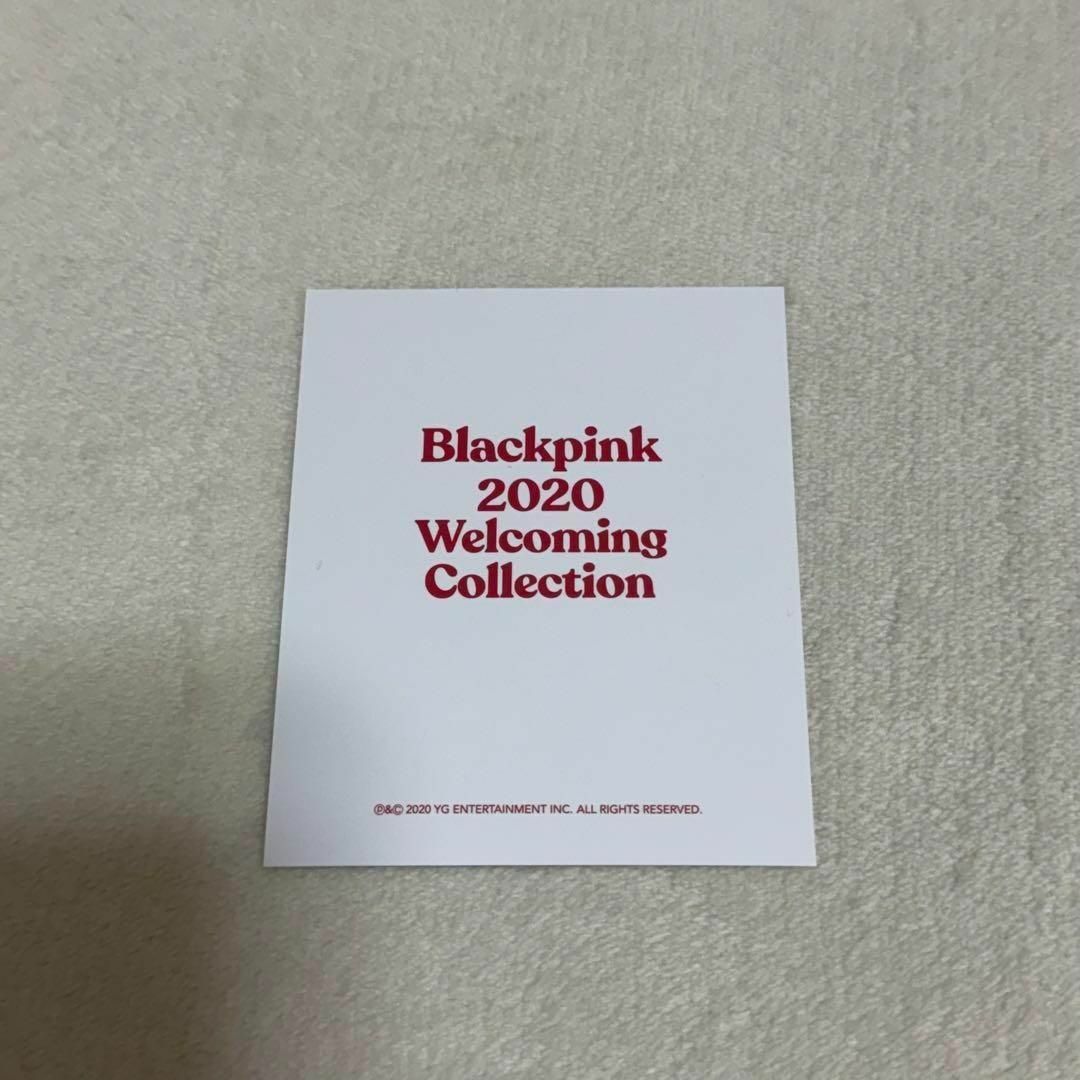 Blackpink
2020
Welcoming
Collection
℗&© 2020 YG ENTERTAINMENT INC. ALL RIGHTS RESERVED.